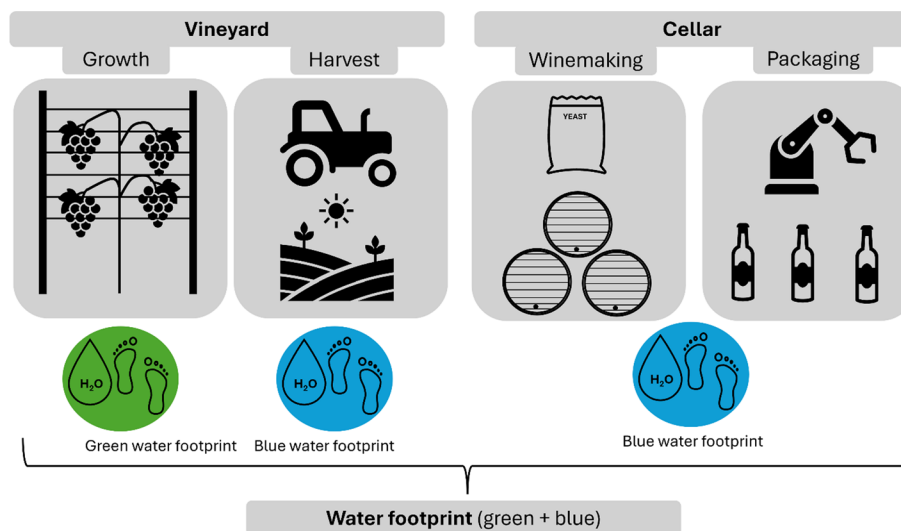 Vineyard
Cellar
Growth
Harvest
Winemaking
Packaging
YEAST
H₂O
H₂O
H₂O
Green water footprint
Blue water footprint
Blue water footprint
Water footprint (green + blue)